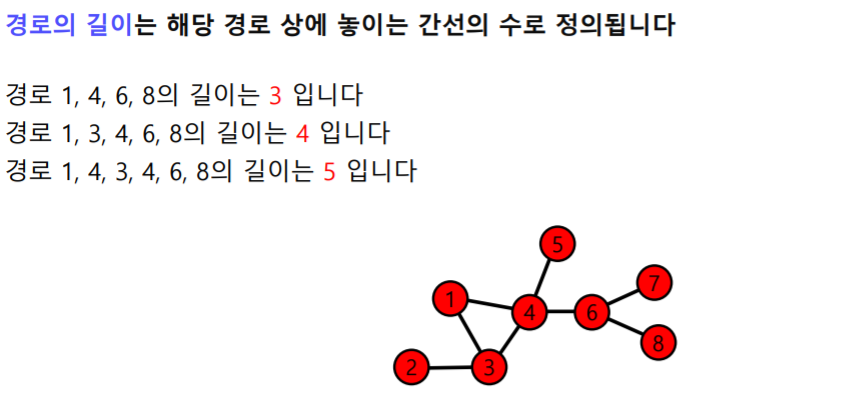 경로의 길이는 해당 경로 상에 놓이는 간선의 수로 정의됩니다
경로 1, 4, 6, 8의 길이는 3 입니다
경로 1, 3, 4, 6, 8의 길이는 4 입니다
경로 1, 4, 3, 4, 6, 8의 길이는 5 입니다
5
7
1
4
6
8
2
3